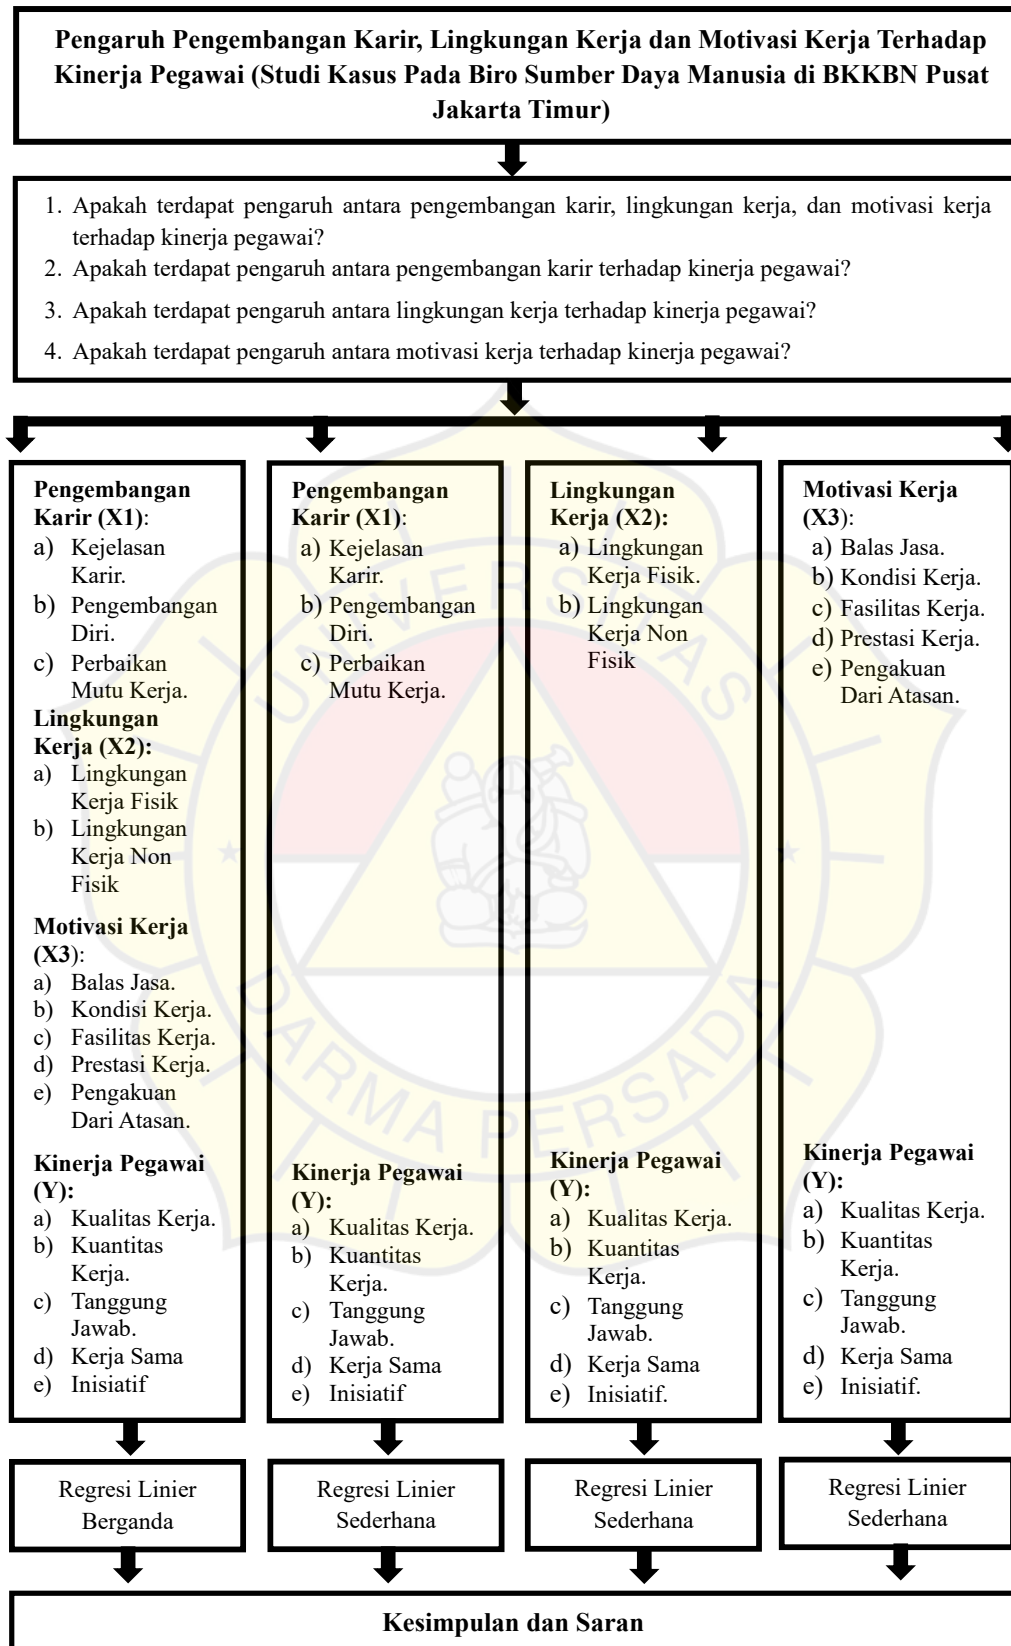 Pengaruh Pengembangan Karir, Lingkungan Kerja dan Motivasi Kerja Terhadap
Kinerja Pegawai (Studi Kasus Pada Biro Sumber Daya Manusia di BKKBN Pusat
Jakarta Timur)
1. Apakah terdapat pengaruh antara pengembangan karir, lingkungan kerja, dan motivasi kerja
terhadap kinerja pegawai?
2. Apakah terdapat pengaruh antara pengembangan karir terhadap kinerja pegawai?
3. Apakah terdapat pengaruh antara lingkungan kerja terhadap kinerja pegawai?
4. Apakah terdapat pengaruh antara motivasi kerja terhadap kinerja pegawai?
Pengembangan
Karir (X1):
a) Kejelasan
Karir.
b) Pengembangan
Diri.
c) Perbaikan
Mutu Kerja.
Lingkungan
Kerja (X2):
a) Lingkungan
Kerja Fisik
b) Lingkungan
Kerja Non
Fisik
Motivasi Kerja
(X3):
a) Balas Jasa.
b) Kondisi Kerja.
c) Fasilitas Kerja.
d) Prestasi Kerja.
e) Pengakuan
Dari Atasan.
Kinerja Pegawai
(Y):
a) Kualitas Kerja.
b) Kuantitas
Kerja.
c) Tanggung
Jawab.
d) Kerja Sama
e) Inisiatif
Pengembangan
Karir (X1):
a) Kejelasan
Karir.
b) Pengembangan
Diri.
c) Perbaikan
Mutu Kerja.
Kinerja Pegawai
(Y):
a) Kualitas Kerja.
b) Kuantitas
Kerja.
c) Tanggung
Jawab.
d) Kerja Sama
e) Inisiatif
Lingkungan
Kerja (X2):
a) Lingkungan
Kerja Fisik.
b) Lingkungan
Kerja Non
Fisik
Kinerja Pegawai
(Y):
a) Kualitas Kerja.
b) Kuantitas
Kerja.
c) Tanggung
Jawab.
d) Kerja Sama
e) Inisiatif.
Motivasi Kerja
(X3):
a) Balas Jasa.
b) Kondisi Kerja.
c) Fasilitas Kerja.
d) Prestasi Kerja.
e) Pengakuan
Dari Atasan.
Kinerja Pegawai
(Y):
a) Kualitas Kerja.
b) Kuantitas
Kerja.
c) Tanggung
Jawab.
d) Kerja Sama
e) Inisiatif.
UNIVERSITAS
DARMA PERSADA
Regresi Linier
Berganda
Regresi Linier
Sederhana
Regresi Linier
Sederhana
Regresi Linier
Sederhana
Kesimpulan dan Saran